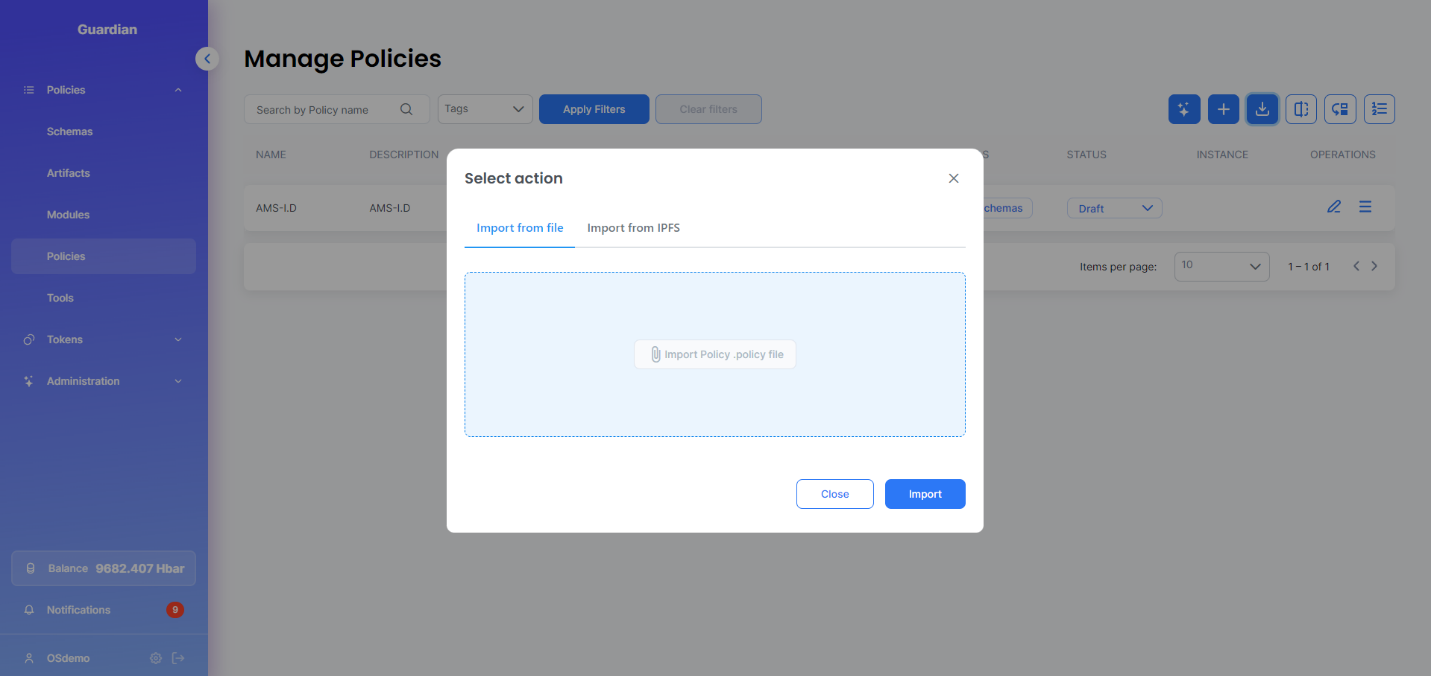 Guardian
Policies
Schemas
Artifacts
Modules
Policies
Tools
Tokens
Administration
Balance 9682.407 Hbar
Notifications 9
OSdemo
Manage Policies
Search by Policy name Tags Apply Filters Clear filters
NAME DESCRIPTION STATUS INSTANCE OPERATIONS
AMS-I.D AMS-I.D Draft
Items per page: 10 1 – 1 of 1
Select action
Import from file Import from IPFS
Import Policy .policy file
Close Import